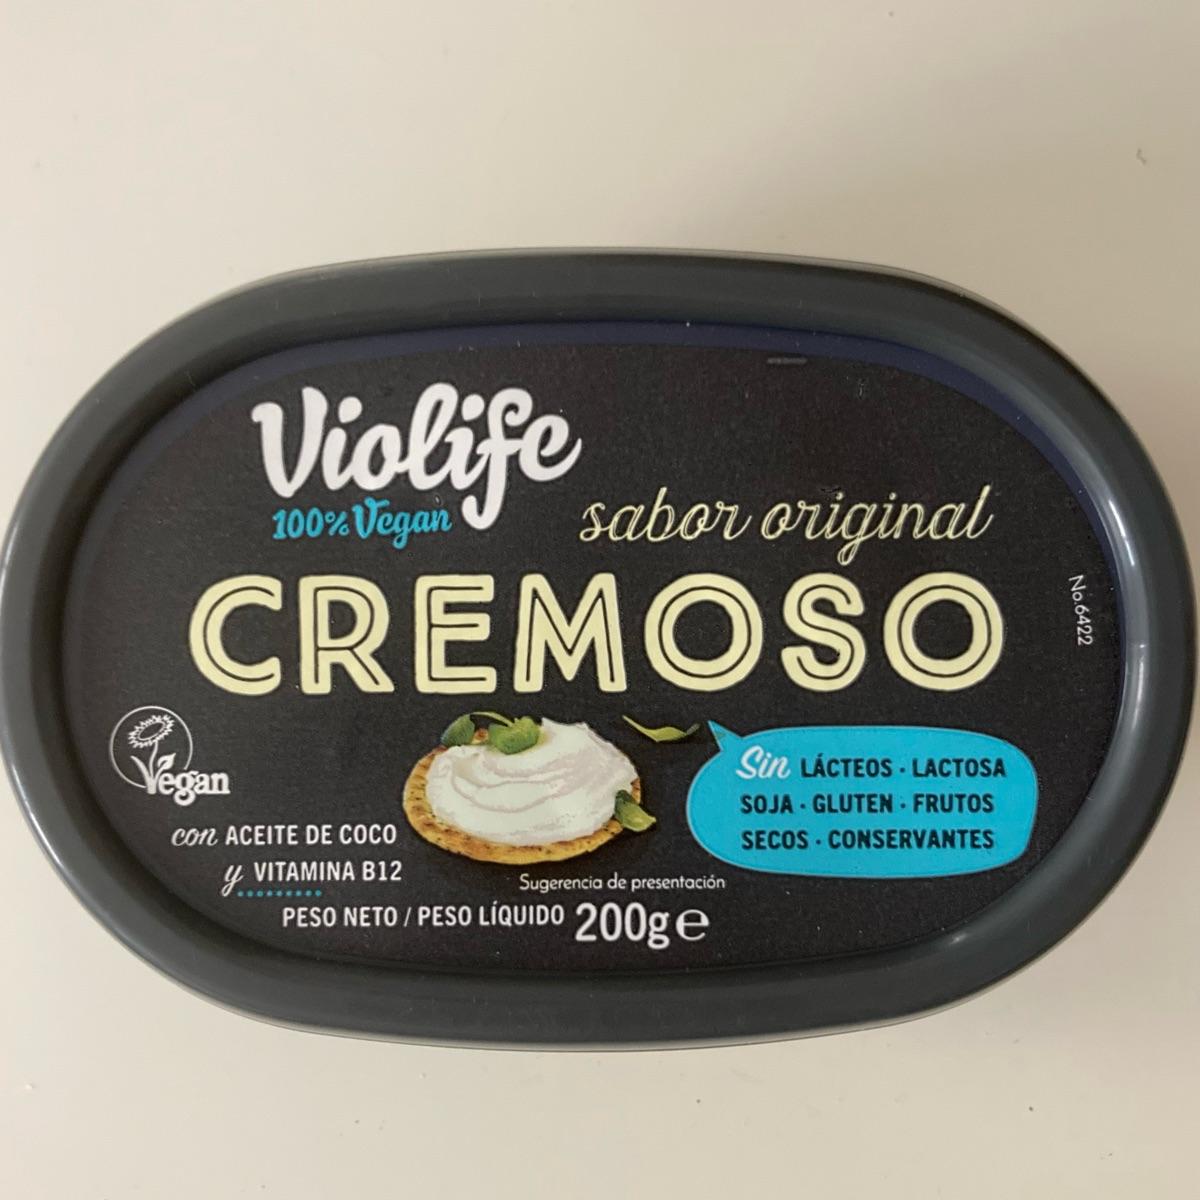 Violife
100% Vegan
sabor original
CREMOSO
No.6422
Vegan
con ACEITE DE COCO
y VITAMINA B12
Sin LÁCTEOS · LACTOSA
SOJA · GLUTEN · FRUTOS
SECOS · CONSERVANTES
Sugerencia de presentación
PESO NETO / PESO LÍQUIDO 200g e